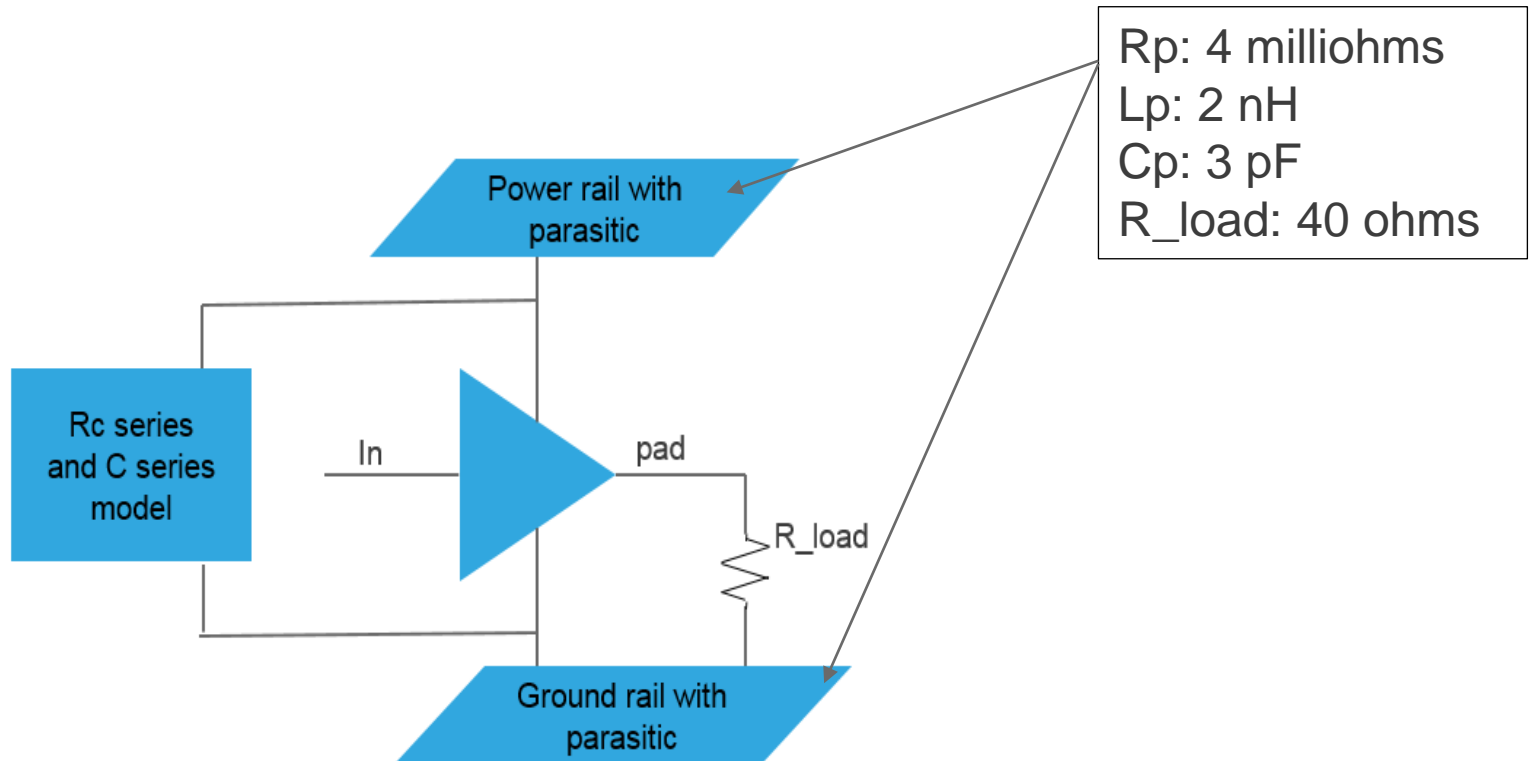 Rp: 4 milliohms
Lp: 2 nH
Cp: 3 pF
R_load: 40 ohms
Power rail with
parasitic
Rc series
and C series
model
In
pad
R_load
Ground rail with
parasitic